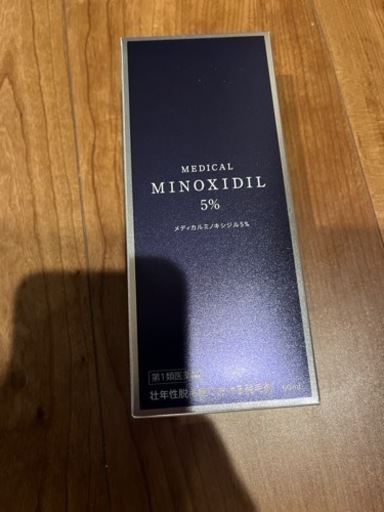 MEDICAL
MINOXIDIL
5%
メディカルミノキシジル5%
第1類医薬品
壮年性脱毛症における発毛剤 60mL